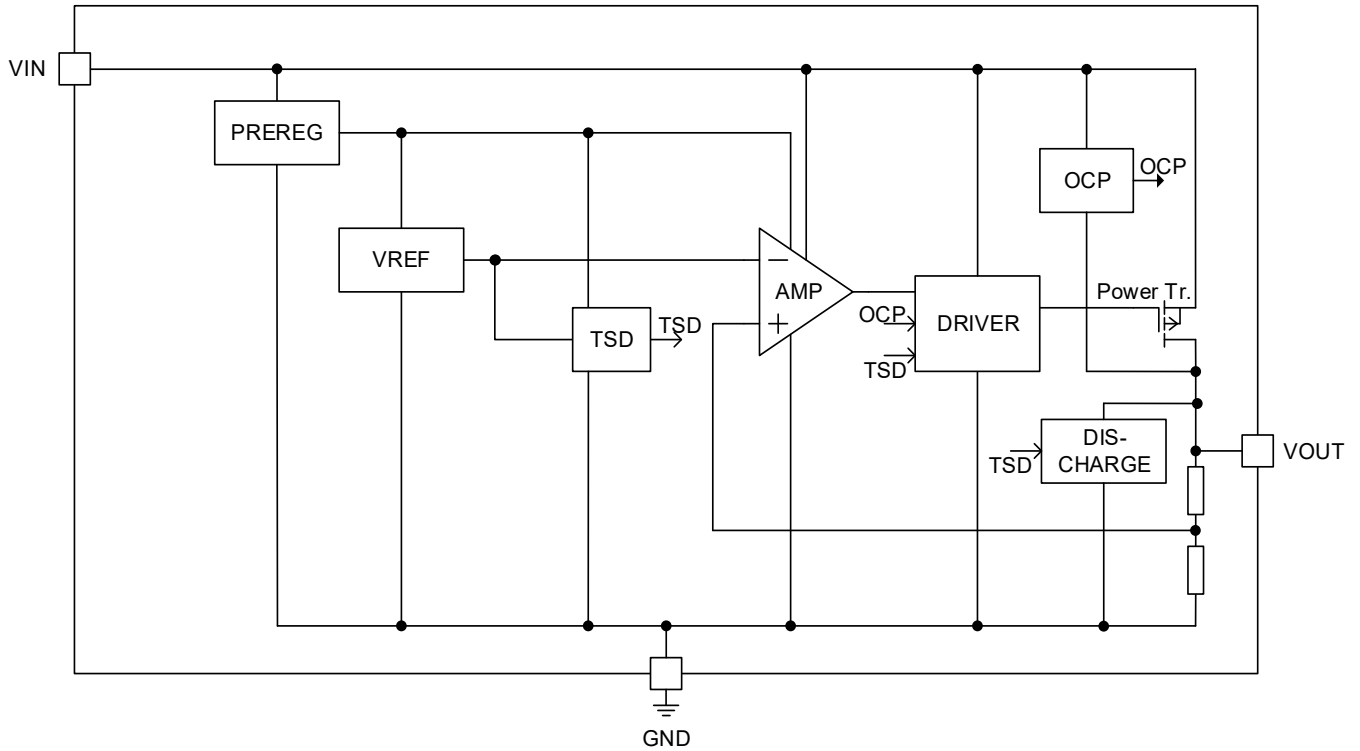 VIN
PREREG
OCP
OCP
VREF
AMP
Power Tr.
OCP
DRIVER
TSD
TSD
TSD
DIS-
CHARGE
TSD
VOUT
GND